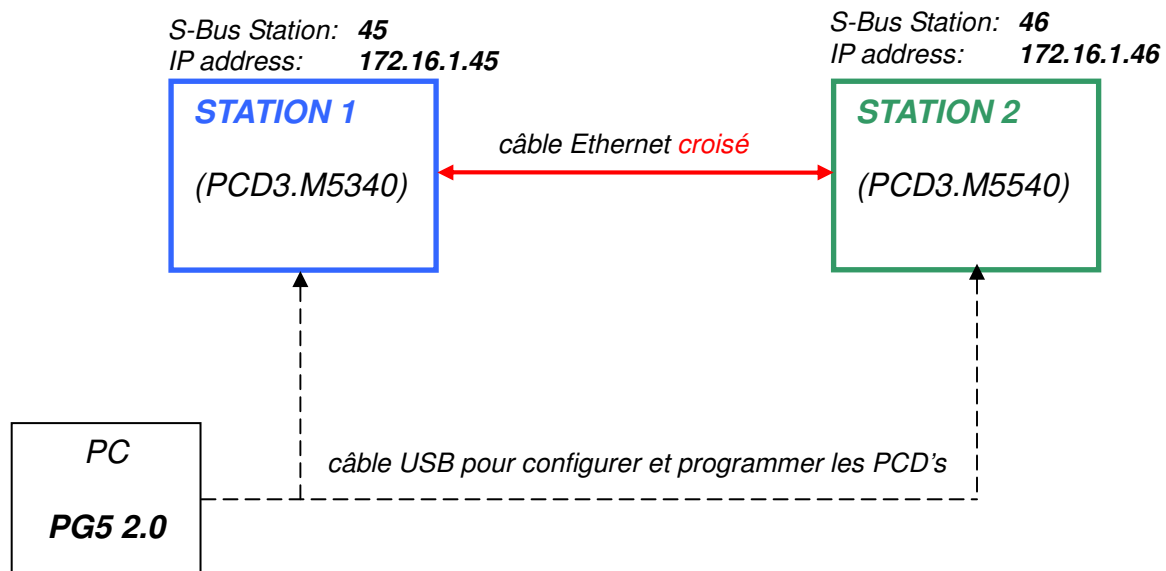 S-Bus Station: 45
IP address: 172.16.1.45
S-Bus Station: 46
IP address: 172.16.1.46
STATION 1
(PCD3.M5340)
câble Ethernet croisé
STATION 2
(PCD3.M5540)
PC
PG5 2.0
câble USB pour configurer et programmer les PCD's